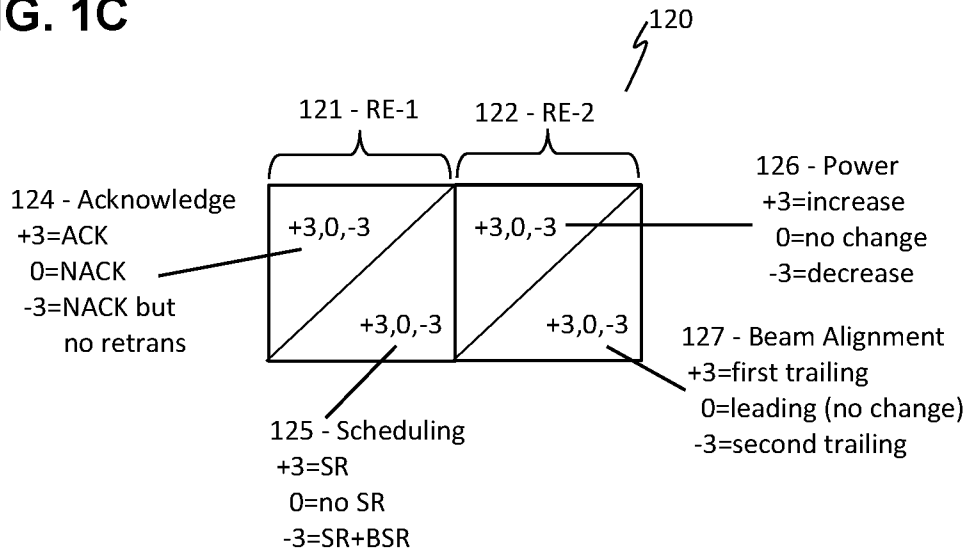 IG. 1C
120
121 - RE-1
122 - RE-2
124 - Acknowledge
+3=ACK
0=NACK
-3=NACK but
no retrans
+3,0,-3
+3,0,-3
+3,0,-3
+3,0,-3
126 - Power
+3=increase
0=no change
-3=decrease
127 - Beam Alignment
+3=first trailing
0=leading (no change)
-3=second trailing
125 - Scheduling
+3=SR
0=no SR
-3=SR+BSR